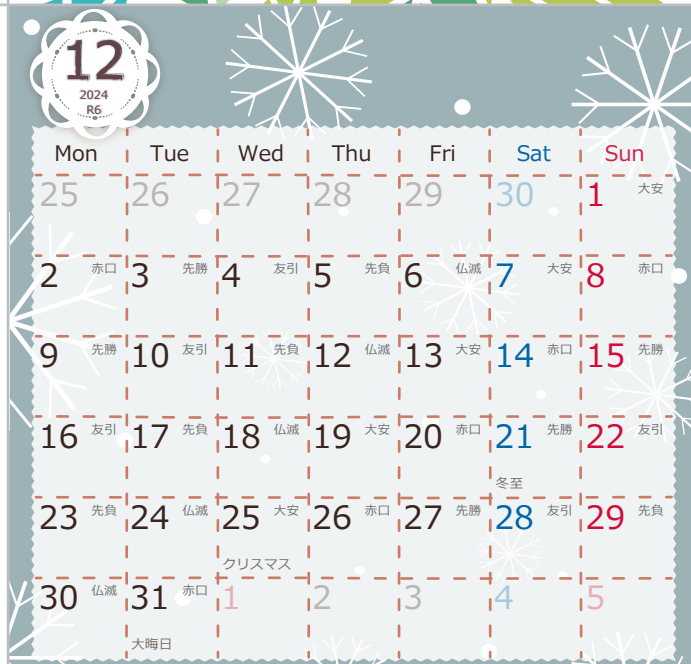 12
2024
R6
Mon Tue Wed Thu Fri Sat Sun
25 26 27 28 29 30 1 大安
2 赤口 3 先勝 4 友引 5 先負 6 仏滅 7 大安 8 赤口
9 先勝 10 友引 11 先負 12 仏滅 13 大安 14 赤口 15 先勝
16 友引 17 先負 18 仏滅 19 大安 20 赤口 21 先勝 22 友引
冬至
23 先負 24 仏滅 25 大安 26 赤口 27 先勝 28 友引 29 先負
クリスマス
30 仏滅 31 赤口 1 2 3 4 5
大晦日